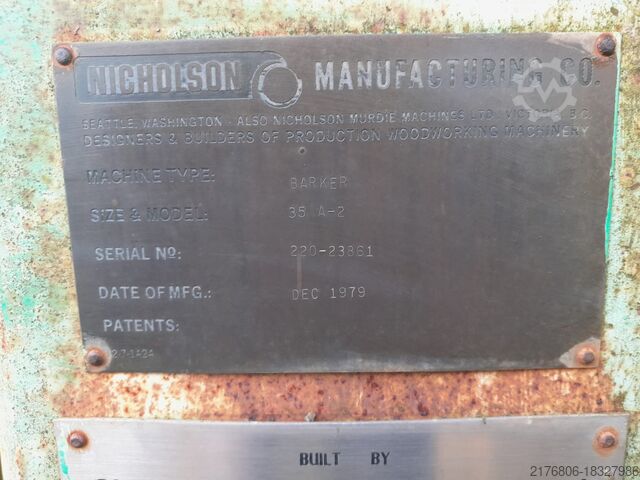 NICHOLSON MANUFACTURING CO.
SEATTLE, WASHINGTON - ALSO NICHOLSON MURDIE MACHINES LTD. VICTORIA B.C.
DESIGNERS & BUILDERS OF PRODUCTION WOODWORKING MACHINERY
MACHINE TYPE: BARKER
SIZE & MODEL: 35 A-2
SERIAL Nº: 220-23861
DATE OF MFG.: DEC 1979
PATENTS:
BUILT BY
2176806-18327986